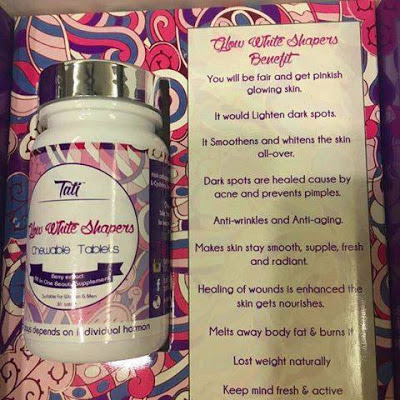 Tati
Glow White Shapers
Chewable Tablets
Berry extract
All in One Beauty Supplement
Suitable For Women & Men
depends on individual hormon
Glow White Shapers
Benefit
You will be fair and get pinkish
glowing skin.
It would Lighten dark spots.
It Smoothens and whitens the skin
all-over.
Dark spots are healed cause by
acne and prevents pimples.
Anti-wrinkles and Anti-aging.
Makes skin stay smooth, supple, fresh
and radiant.
Healing of wounds is enhanced the
skin gets nourishes.
Melts away body fat & burns it
Lost weight naturally
Keep mind fresh & active